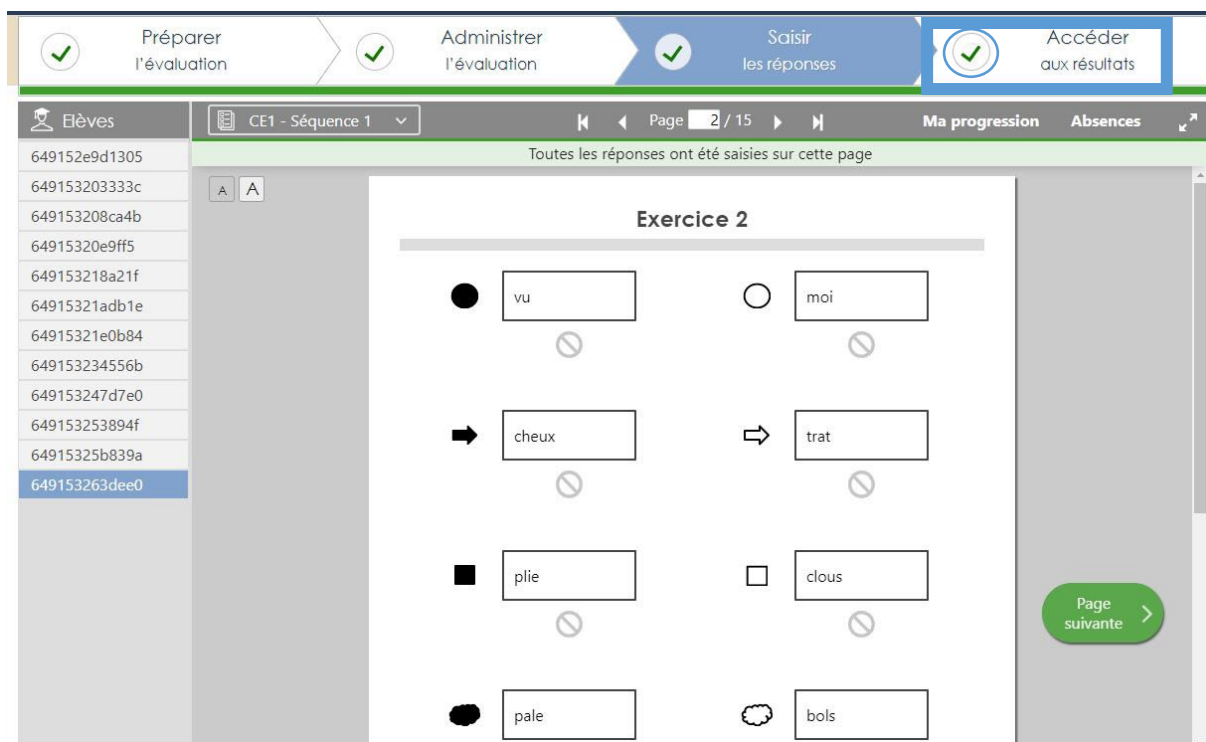 Préparer
l'évaluation
Administrer
l'évaluation
Saisir
les réponses
Accéder
aux résultats
Elèves
CE1 - Séquence 1
Page 2 / 15
Ma progression
Absences
649152e9d1305
649153203333c
649153208ca4b
64915320e9ff5
649153218a21f
64915321adb1e
64915321e0b84
649153234556b
649153247d7e0
649153253894f
64915325b839a
649153263dee0
Toutes les réponses ont été saisies sur cette page
A A
Exercice 2
vu
moi
cheux
trat
plie
clous
pale
bols
Page
suivante